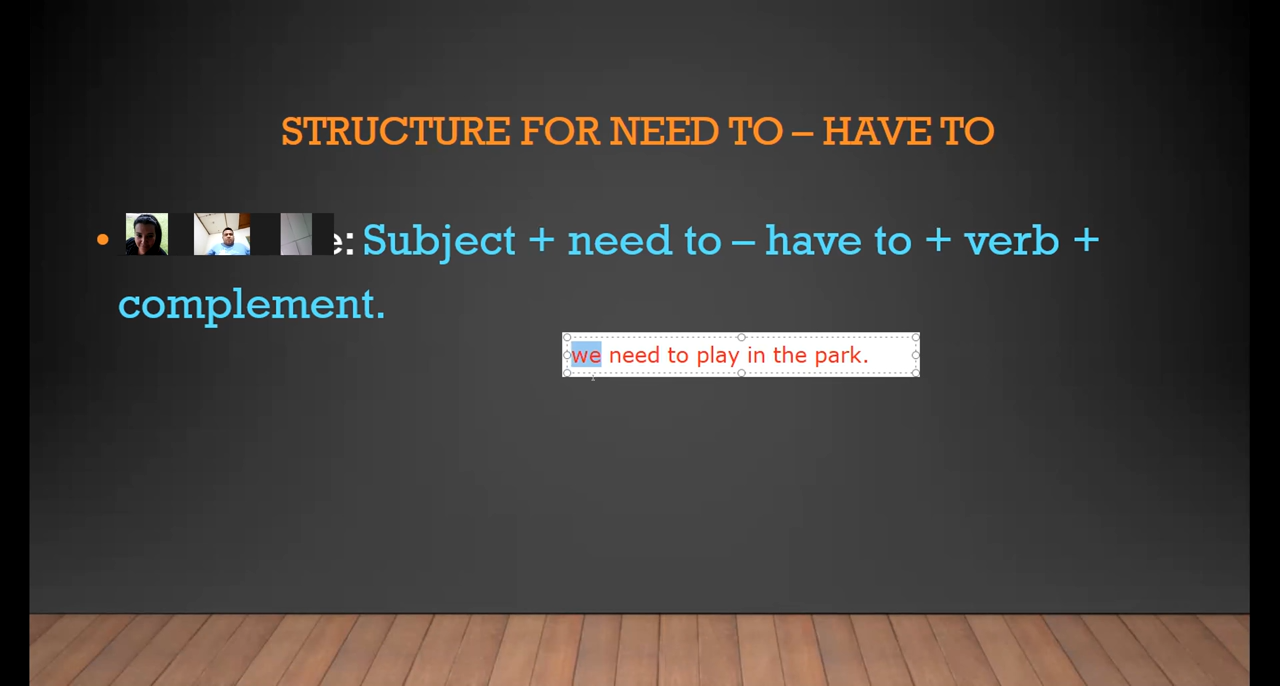 STRUCTURE FOR NEED TO – HAVE TO
• Subject + need to – have to + verb +
complement.
we need to play in the park.